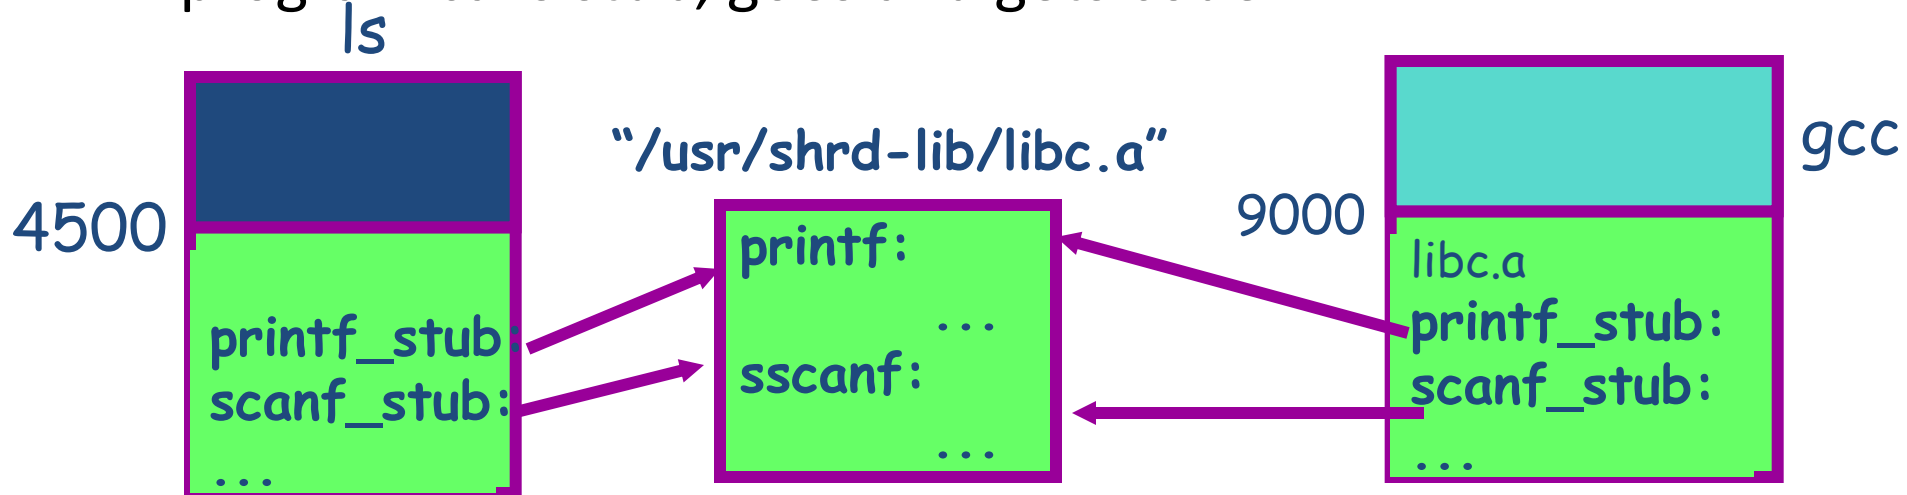 ls
4500
printf_stub:
scanf_stub:
...
“/usr/shrd-lib/libc.a”
printf:
...
sscanf:
...
gcc
9000
libc.a
printf_stub:
scanf_stub:
...